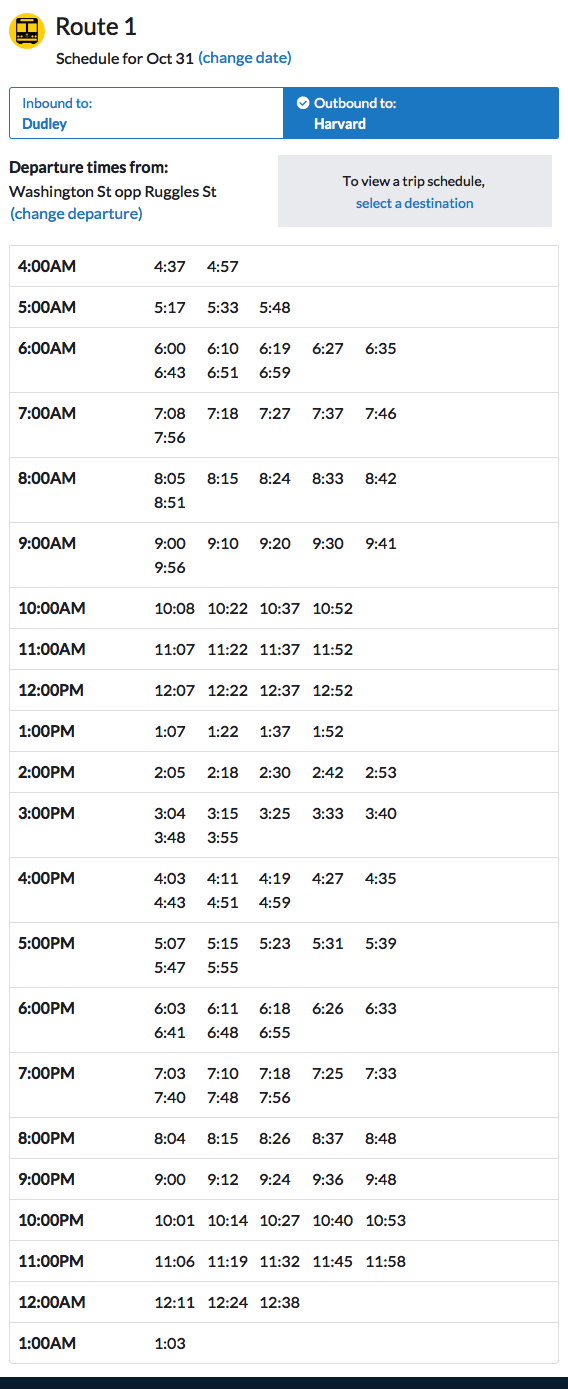 Route 1
Schedule for Oct 31 (change date)
Inbound to:
Dudley
Outbound to:
Harvard
Departure times from:
Washington St opp Ruggles St
(change departure)
To view a trip schedule,
select a destination
4:00AM 4:37 4:57
5:00AM 5:17 5:33 5:48
6:00AM 6:00 6:10 6:19 6:27 6:35
6:43 6:51 6:59
7:00AM 7:08 7:18 7:27 7:37 7:46
7:56
8:00AM 8:05 8:15 8:24 8:33 8:42
8:51
9:00AM 9:00 9:10 9:20 9:30 9:41
9:56
10:00AM 10:08 10:22 10:37 10:52
11:00AM 11:07 11:22 11:37 11:52
12:00PM 12:07 12:22 12:37 12:52
1:00PM 1:07 1:22 1:37 1:52
2:00PM 2:05 2:18 2:30 2:42 2:53
3:00PM 3:04 3:15 3:25 3:33 3:40
3:48 3:55
4:00PM 4:03 4:11 4:19 4:27 4:35
4:43 4:51 4:59
5:00PM 5:07 5:15 5:23 5:31 5:39
5:47 5:55
6:00PM 6:03 6:11 6:18 6:26 6:33
6:41 6:48 6:55
7:00PM 7:03 7:10 7:18 7:25 7:33
7:40 7:48 7:56
8:00PM 8:04 8:15 8:26 8:37 8:48
9:00PM 9:00 9:12 9:24 9:36 9:48
10:00PM 10:01 10:14 10:27 10:40 10:53
11:00PM 11:06 11:19 11:32 11:45 11:58
12:00AM 12:11 12:24 12:38
1:00AM 1:03